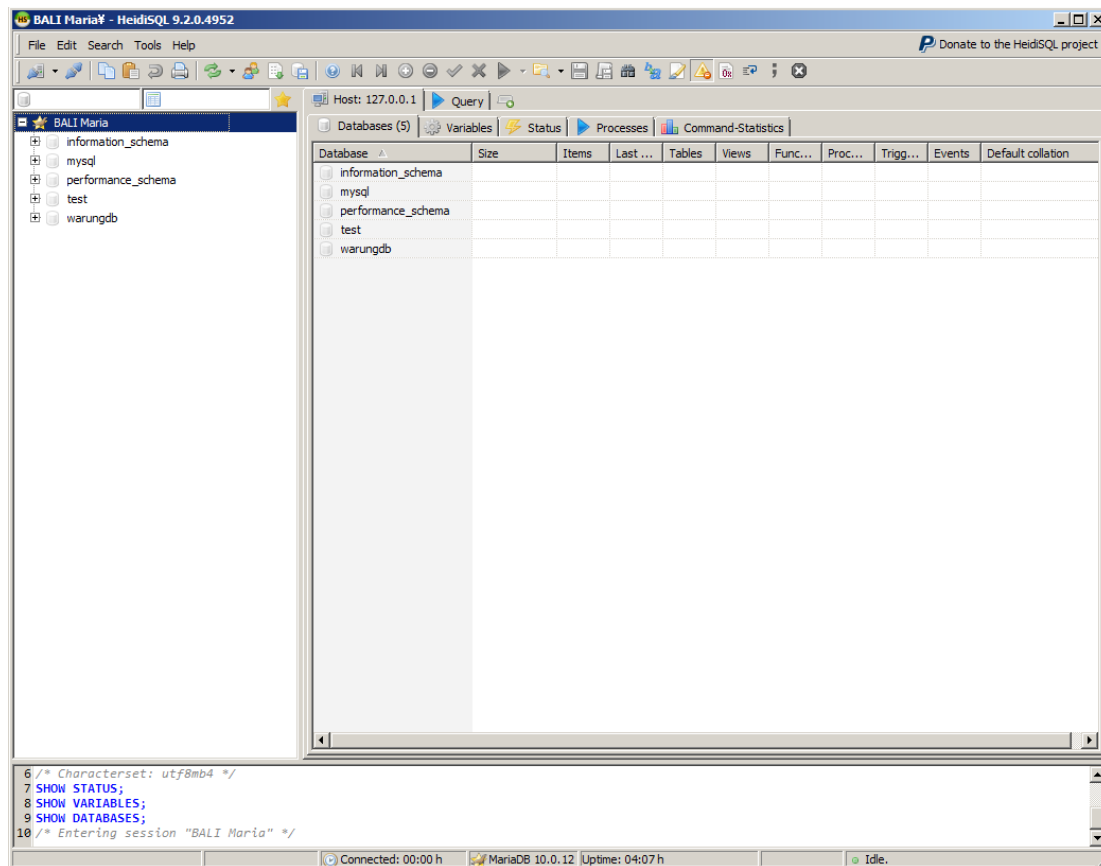 BALI Maria¥ - HeidiSQL 9.2.0.4952
File Edit Search Tools Help
Donate to the HeidiSQL project
Host: 127.0.0.1 Query
BALI Maria
information_schema
mysql
performance_schema
test
warungdb
Databases (5) Variables Status Processes Command-Statistics
Database Size Items Last ... Tables Views Func... Proc... Trigg... Events Default collation
information_schema
mysql
performance_schema
test
warungdb
6 /* Characterset: utf8mb4 */
7 SHOW STATUS;
8 SHOW VARIABLES;
9 SHOW DATABASES;
10 /* Entering session "BALI Maria" */
Connected: 00:00 h MariaDB 10.0.12 Uptime: 04:07 h Idle.